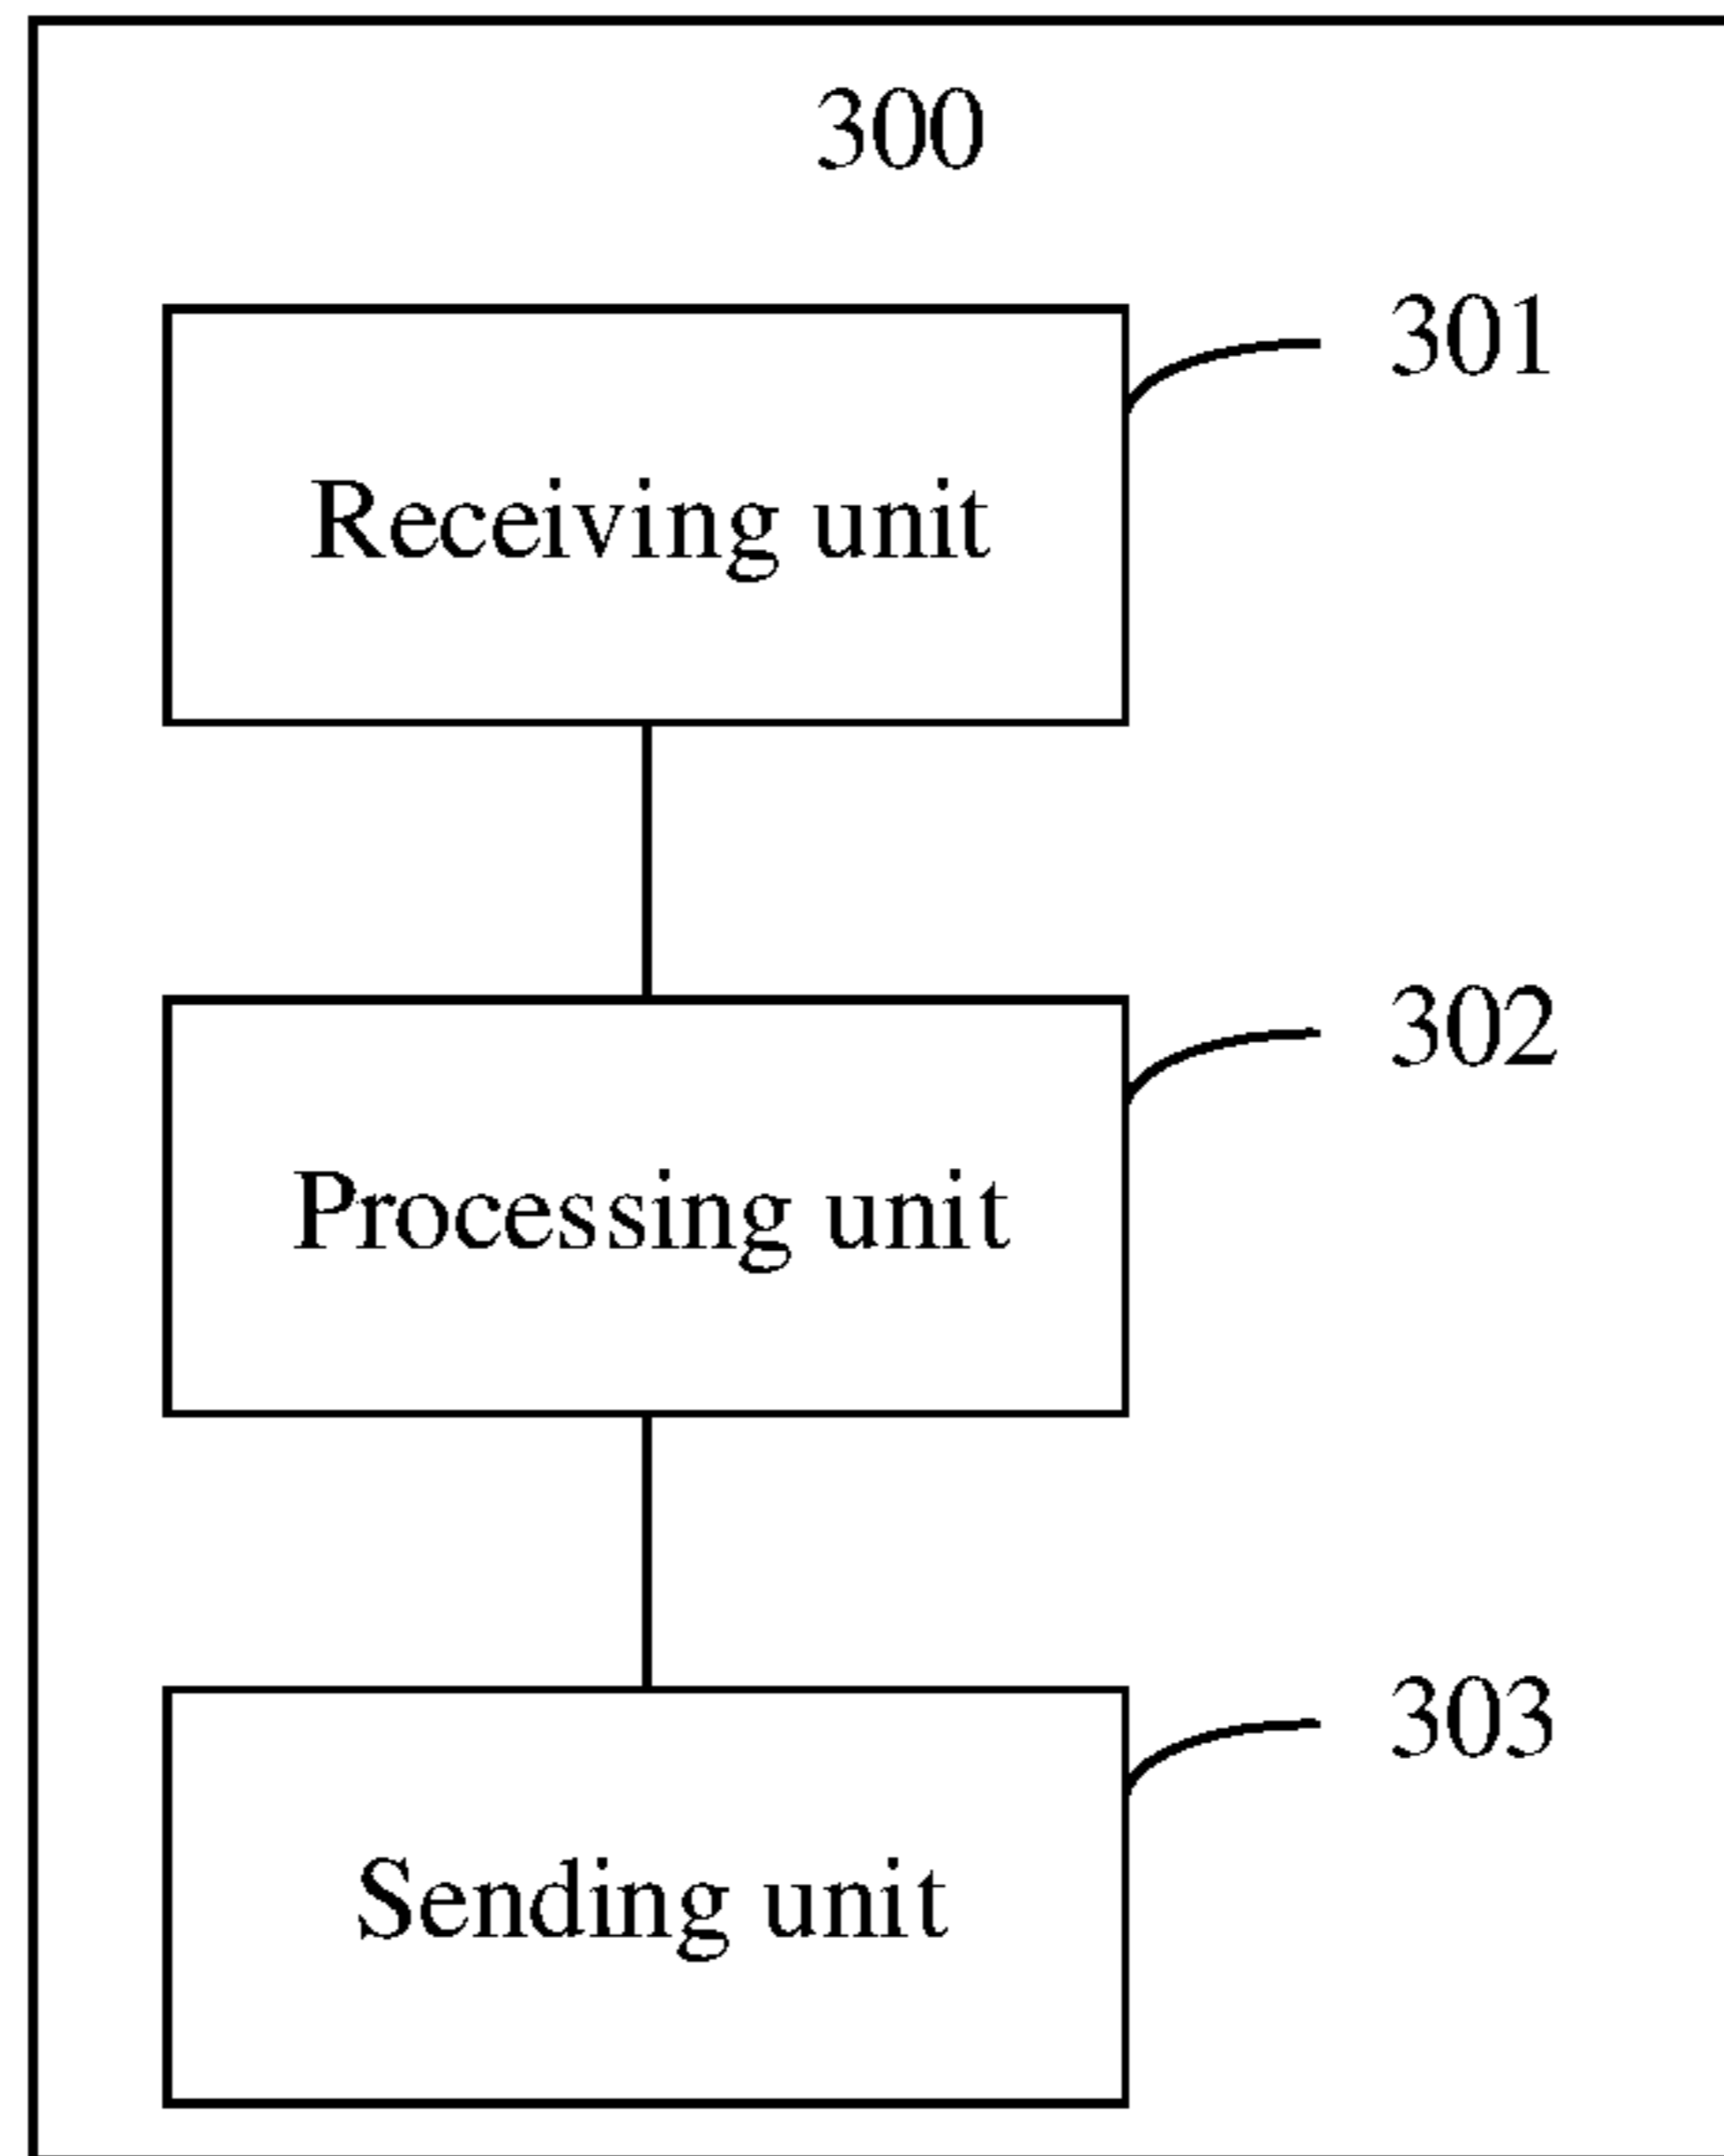 300
301
Receiving unit
302
Processing unit
303
Sending unit